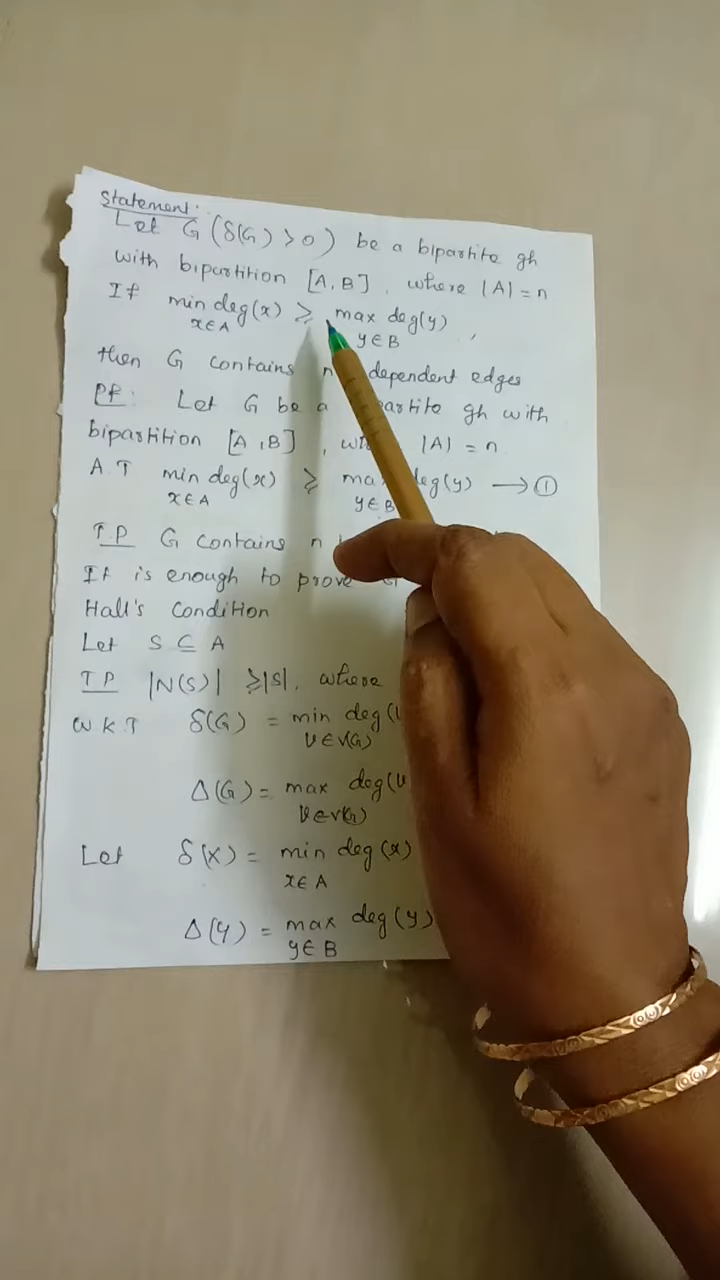 Statement:
Let G (δ(G) > 0) be a bipartite gh
with bipartition [A, B], where |A| = n
If min deg(x) ≥ max deg(y),
x∈A y∈B
then G contains n dependent edges
Pf: Let G be a partite gh with
bipartition [A, B], |A| = n
A.T min deg(x) ≥ max deg(y) → ①
x∈A y∈B
T.P G contains n
It is enough to prove
Hall's Condition
Let S ⊆ A
T P |N(S)| ≥ |S|, where
W K T δ(G) = min deg(
V∈V(G)
Δ(G) = max deg(v
V∈V(G)
Let δ(X) = min deg(x)
x∈A
Δ(Y) = max deg(y)
y∈B